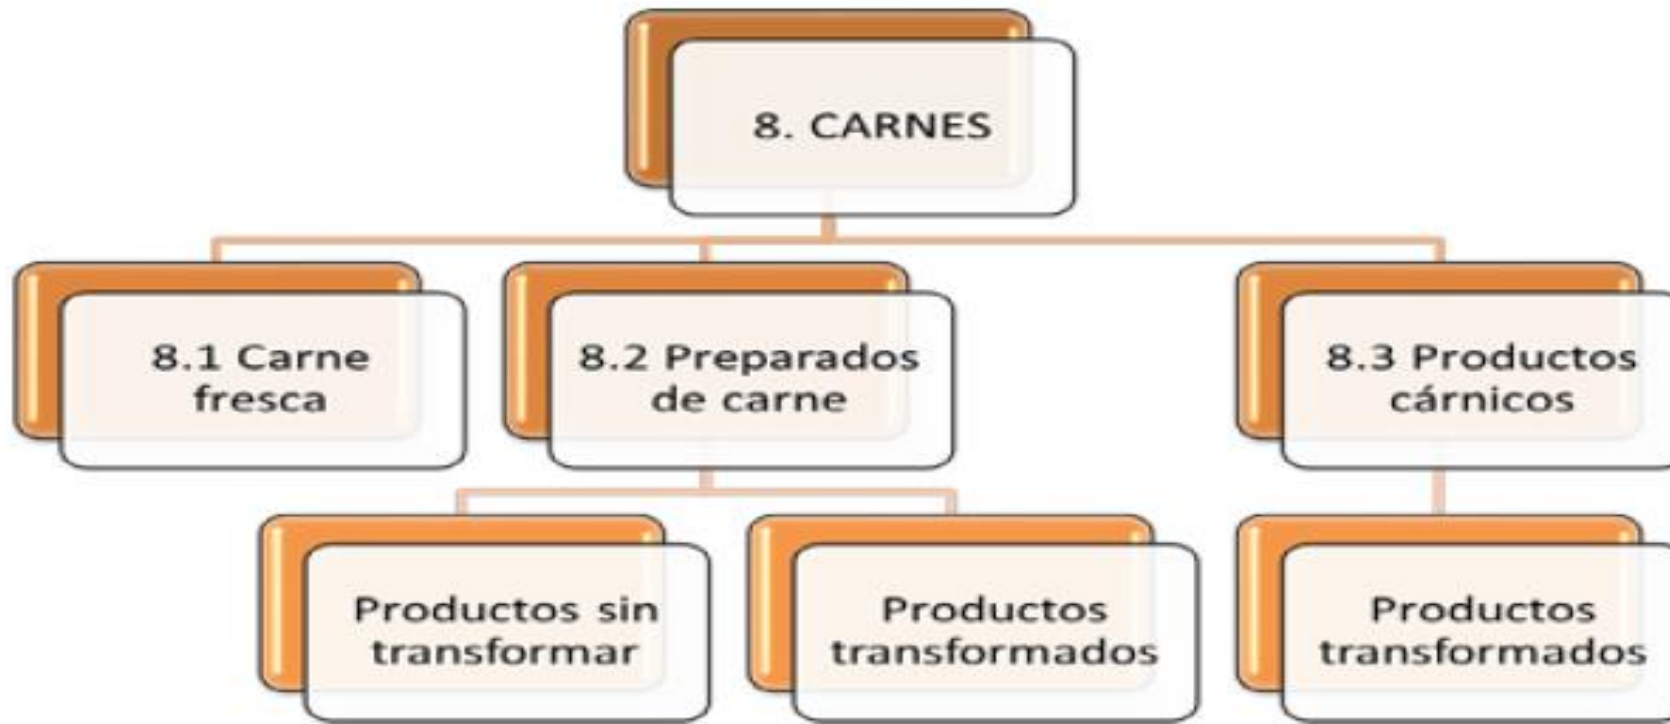 8. CARNES
8.1 Carne
fresca
8.2 Preparados
de carne
8.3 Productos
cárnicos
Productos sin
transformar
Productos
transformados
Productos
transformados